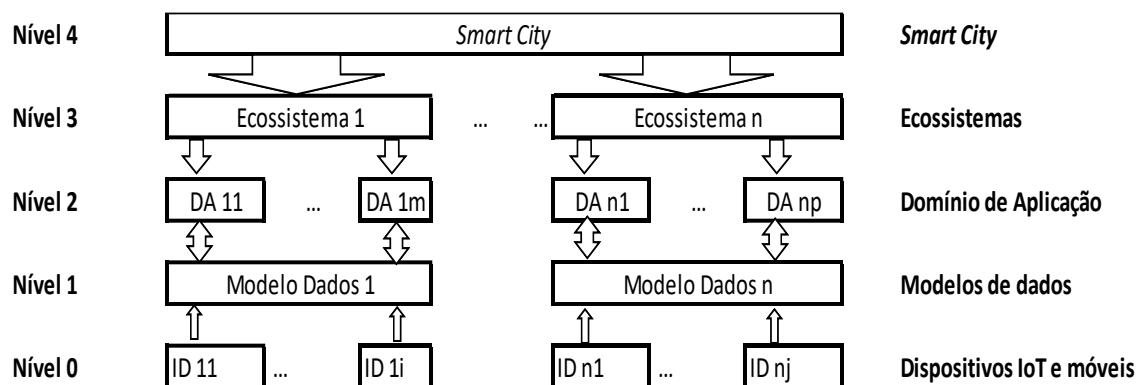 Nível 4 Smart City Smart City
Nível 3 Ecossistema 1 ... ... Ecossistema n Ecossistemas
Nível 2 DA 11 ... DA 1m DA n1 ... DA np Domínio de Aplicação
Nível 1 Modelo Dados 1 Modelo Dados n Modelos de dados
Nível 0 ID 11 ... ID 1i ID n1 ... ID nj Dispositivos IoT e móveis